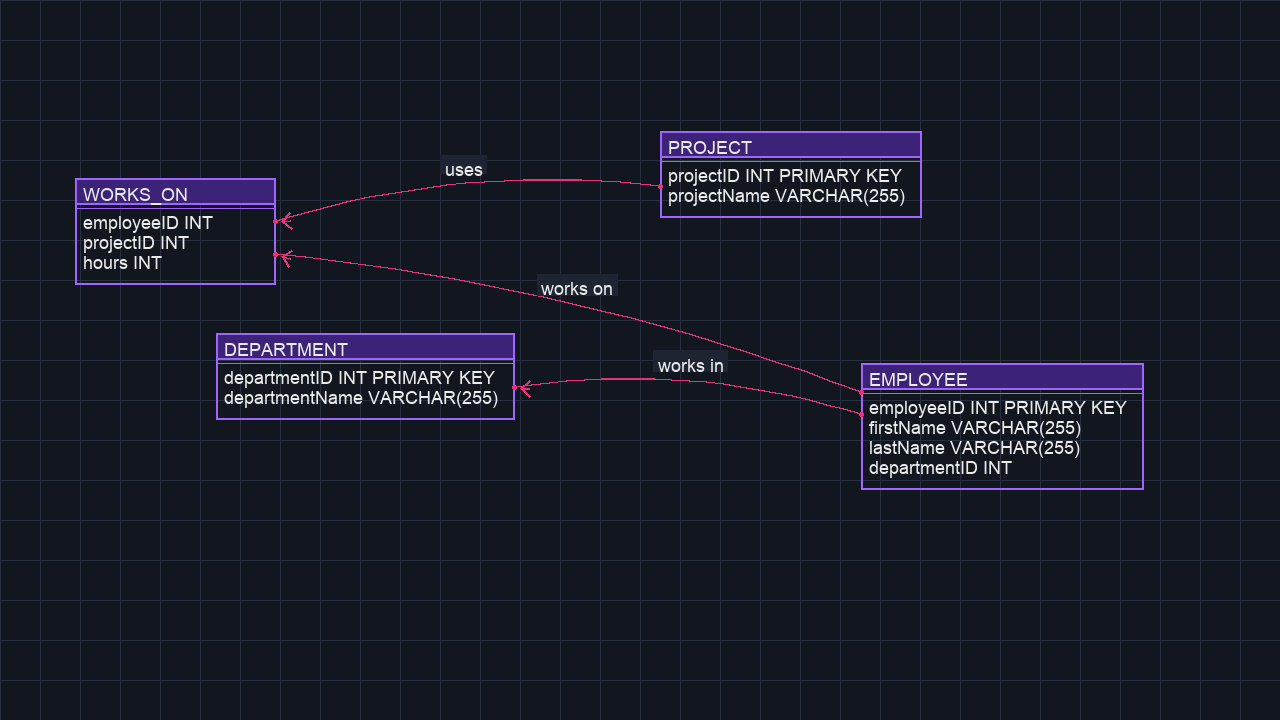 PROJECT
projectID INT PRIMARY KEY
projectName VARCHAR(255)
uses
WORKS_ON
employeeID INT
projectID INT
hours INT
works on
DEPARTMENT
departmentID INT PRIMARY KEY
departmentName VARCHAR(255)
works in
EMPLOYEE
employeeID INT PRIMARY KEY
firstName VARCHAR(255)
lastName VARCHAR(255)
departmentID INT